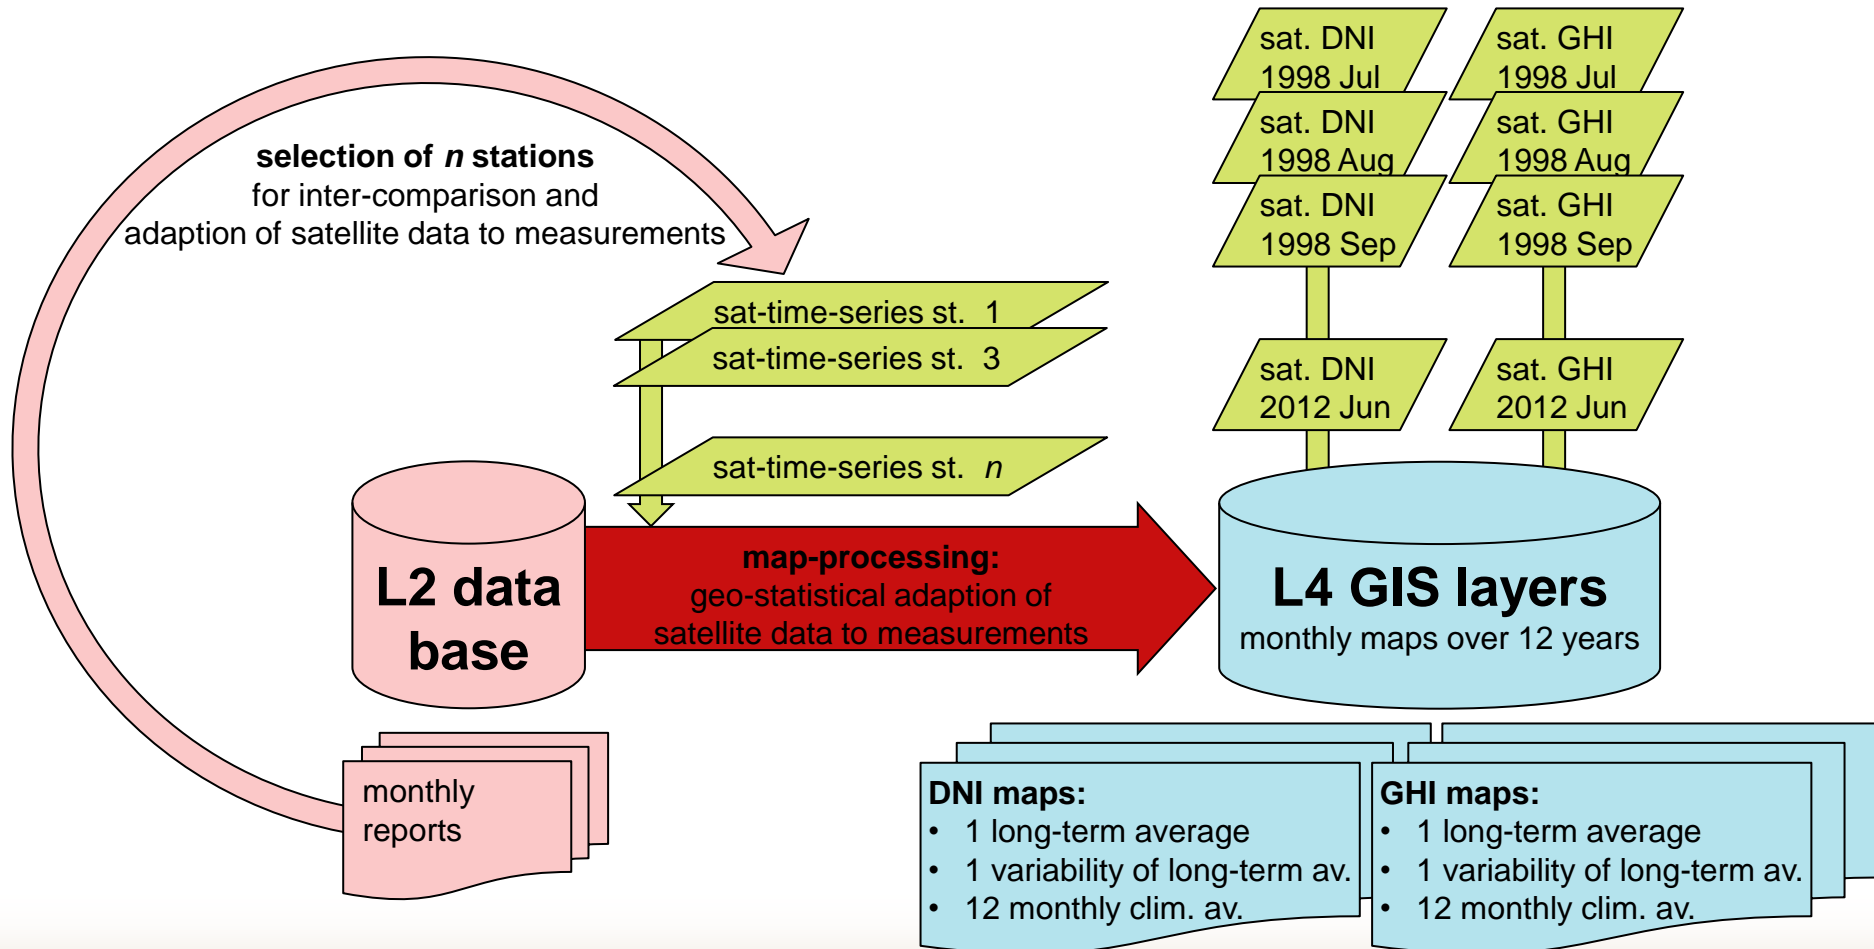 selection of n stations
for inter-comparison and
adaption of satellite data to measurements
sat-time-series st. 1
sat-time-series st. 3
sat-time-series st. n
sat. DNI
1998 Jul
sat. DNI
1998 Aug
sat. DNI
1998 Sep
sat. DNI
2012 Jun
sat. GHI
1998 Jul
sat. GHI
1998 Aug
sat. GHI
1998 Sep
sat. GHI
2012 Jun
L2 data
base
map-processing:
geo-statistical adaption of
satellite data to measurements
L4 GIS layers
monthly maps over 12 years
monthly
reports
DNI maps:
• 1 long-term average
• 1 variability of long-term av.
• 12 monthly clim. av.
GHI maps:
• 1 long-term average
• 1 variability of long-term av.
• 12 monthly clim. av.